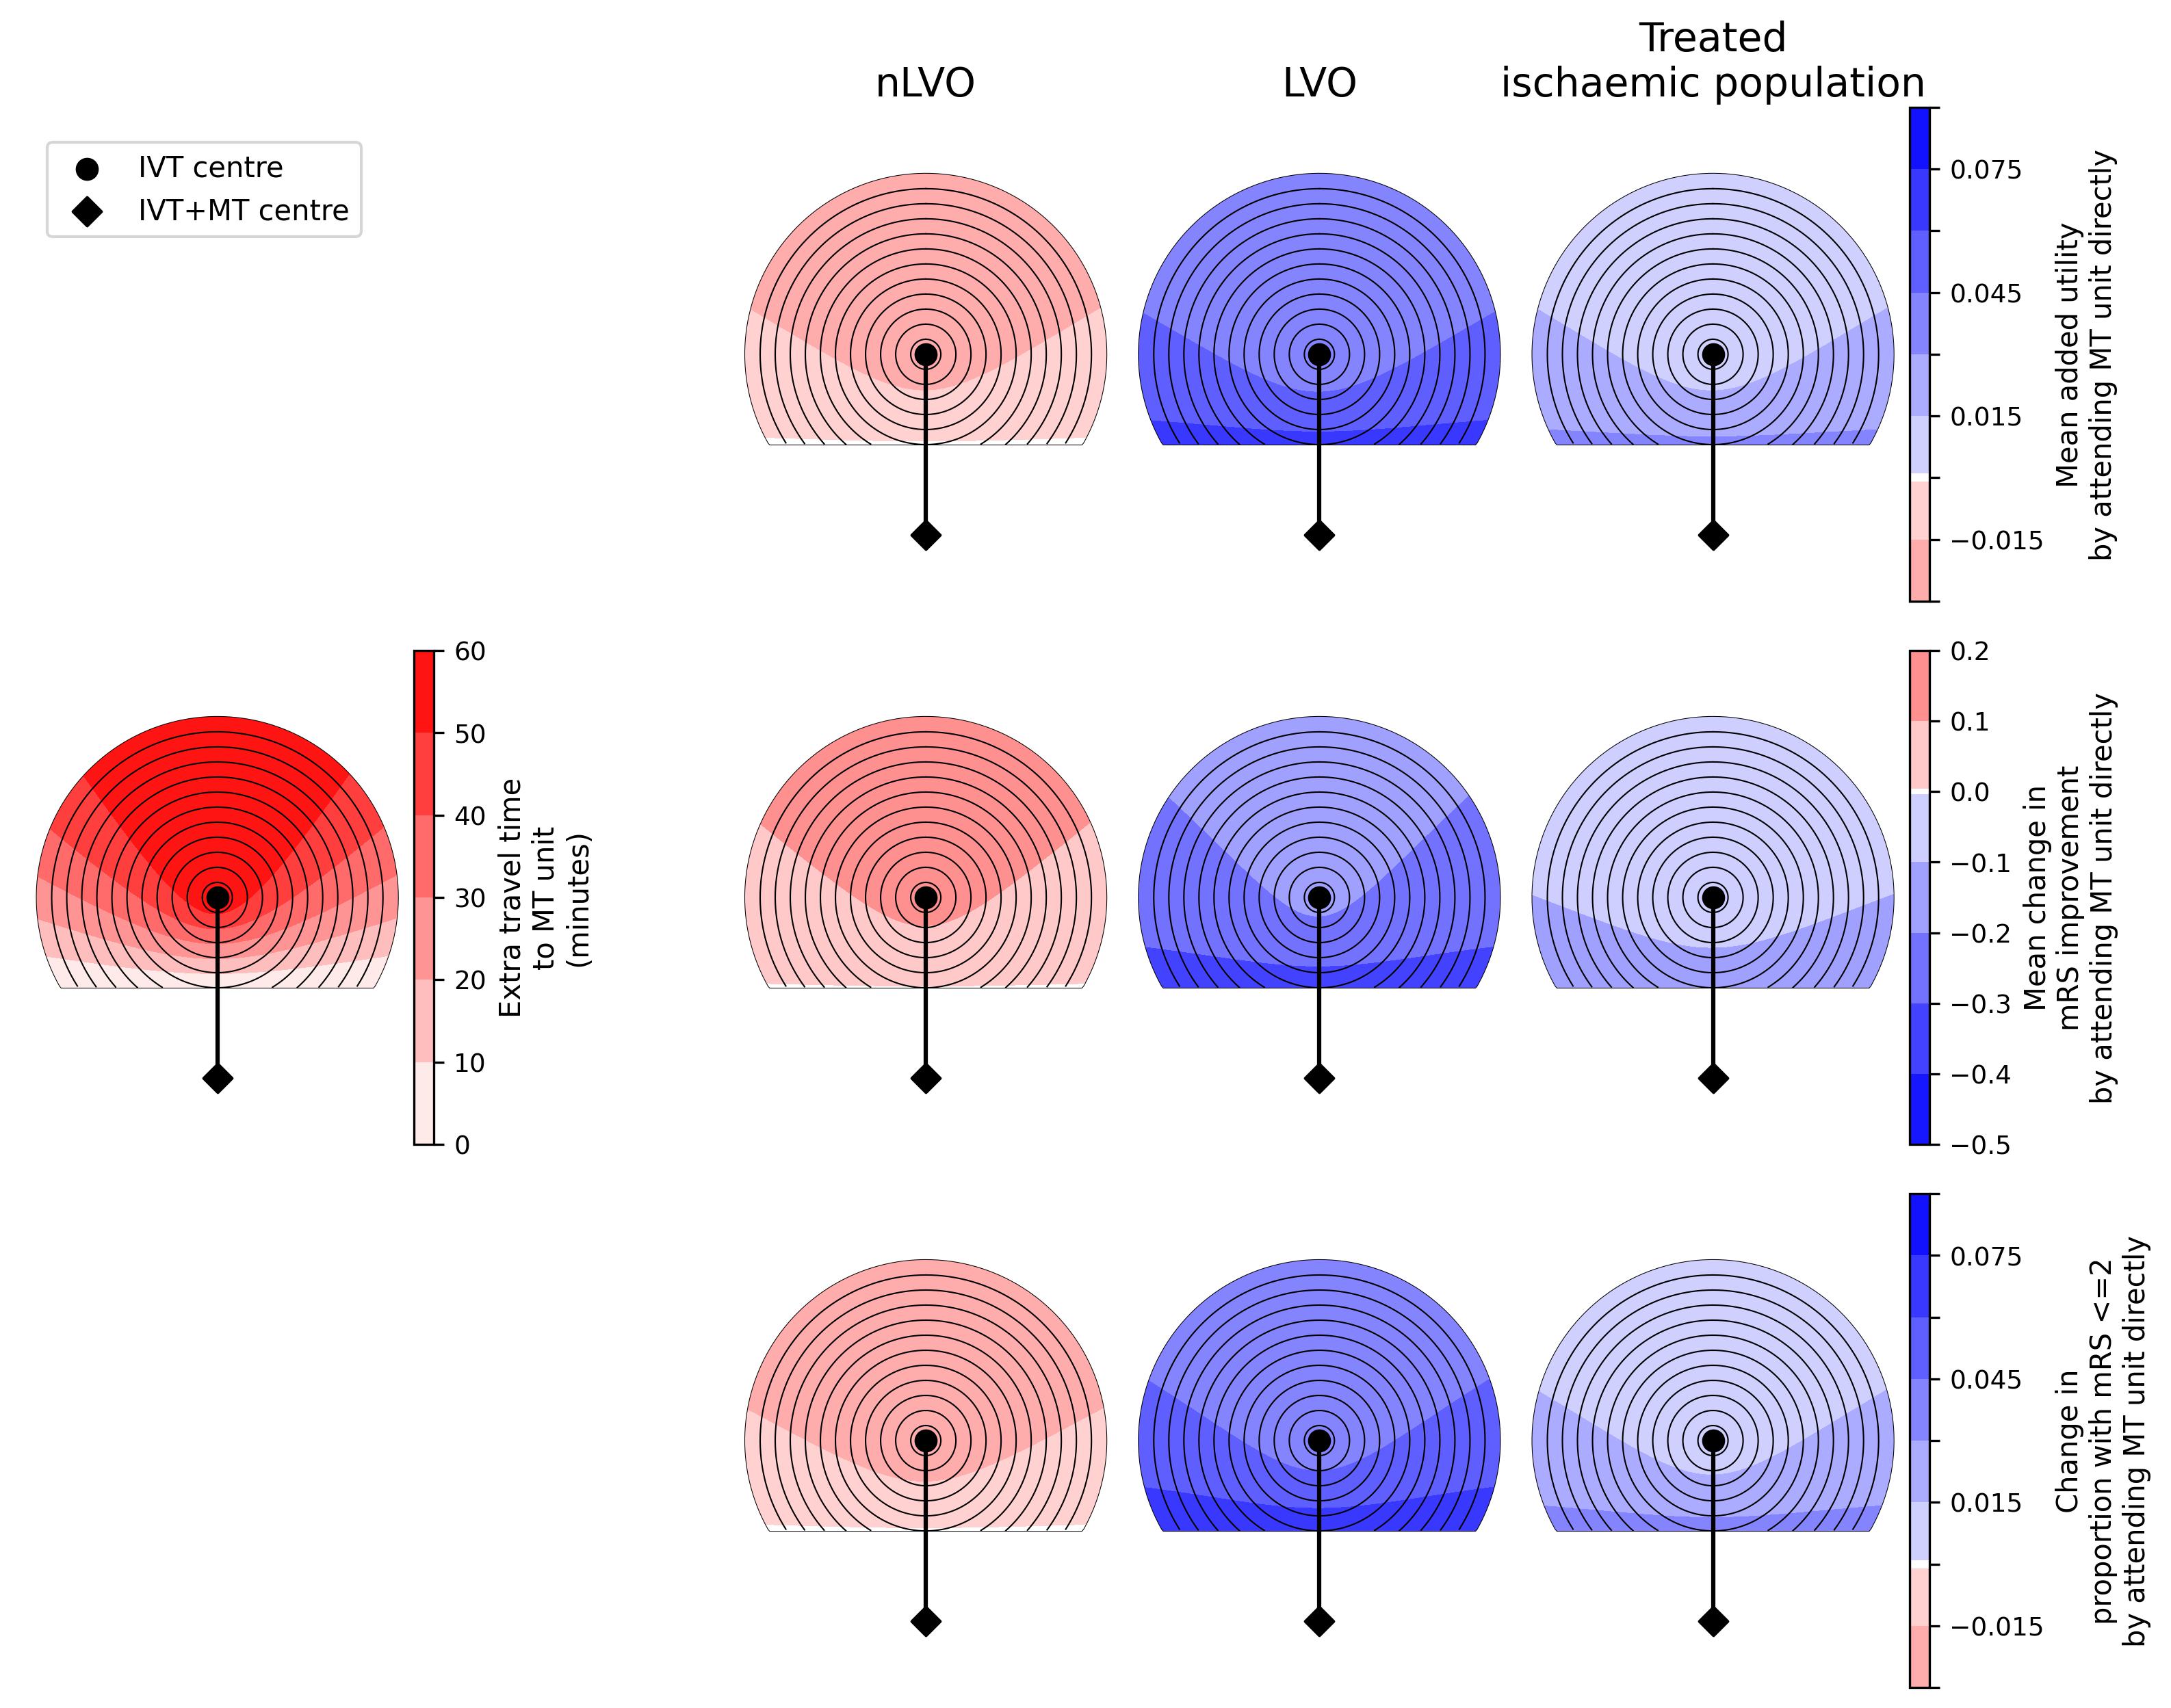 nLVO
LVO
Treated
ischaemic population
IVT centre
IVT+MT centre
0.075
0.045
0.015
−0.015
Mean added utility
by attending MT unit directly
60
50
40
30
20
10
0
Extra travel time
to MT unit
(minutes)
0.2
0.1
0.0
−0.1
−0.2
−0.3
−0.4
−0.5
Mean change in
mRS improvement
by attending MT unit directly
0.075
0.045
0.015
−0.015
Change in
proportion with mRS <=2
by attending MT unit directly